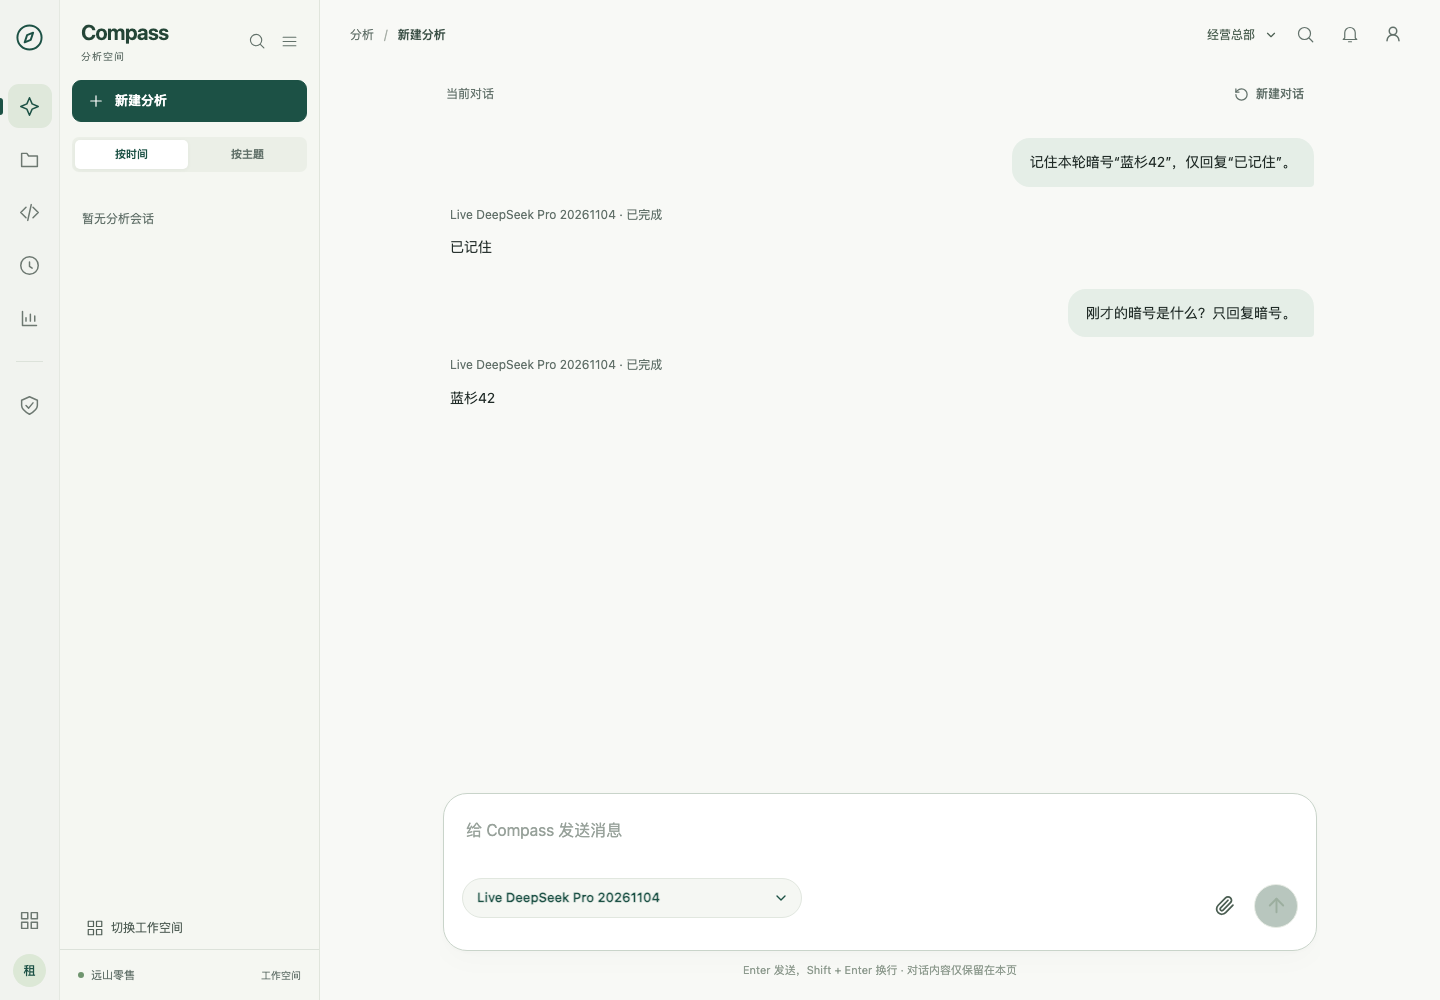 Compass
分析空间
新建分析
按时间
按主题
暂无分析会话
切换工作空间
租
远山零售
工作空间
分析 / 新建分析
经营总部
当前对话
新建对话
记住本轮暗号“蓝杉42”，仅回复“已记住”。
Live DeepSeek Pro 20261104 · 已完成
已记住
刚才的暗号是什么？只回复暗号。
Live DeepSeek Pro 20261104 · 已完成
蓝杉42
给 Compass 发送消息
Live DeepSeek Pro 20261104
Enter 发送，Shift + Enter 换行 · 对话内容仅保留在本页